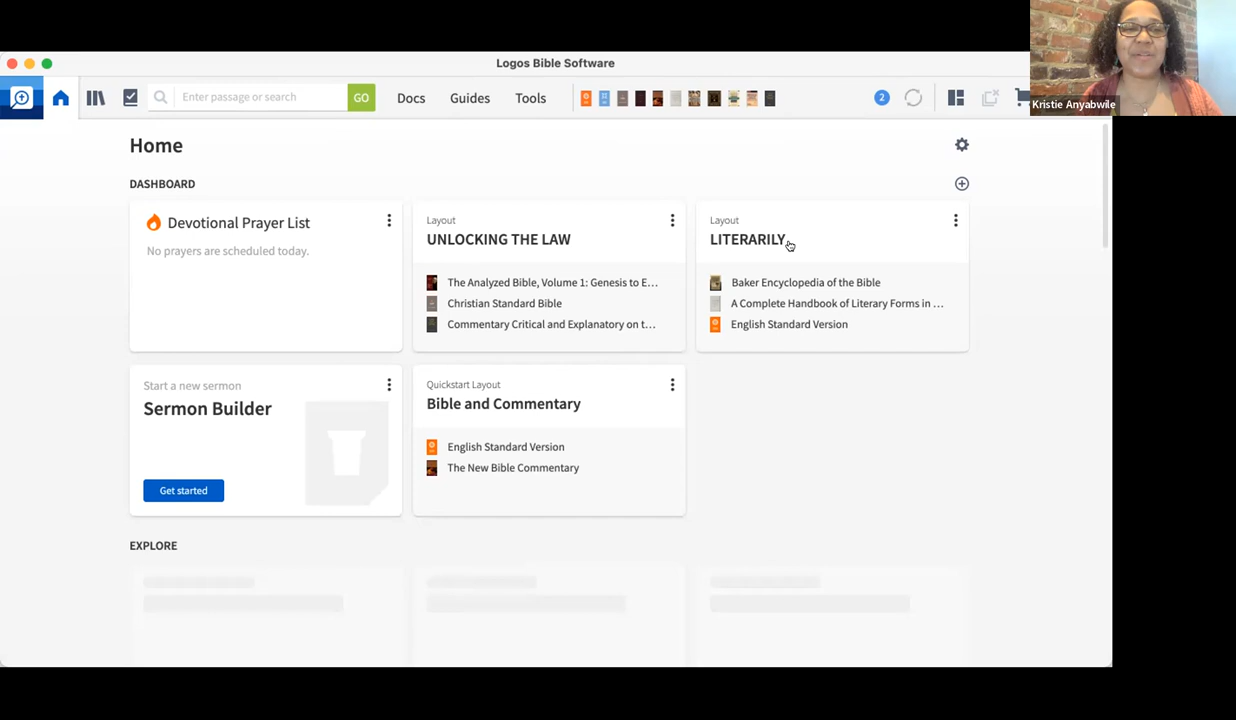 Logos Bible Software
Enter passage or search
GO
Docs
Guides
Tools
2
Kristie Anyabwile
Home
DASHBOARD
Devotional Prayer List
No prayers are scheduled today.
Layout
UNLOCKING THE LAW
The Analyzed Bible, Volume 1: Genesis to E…
Christian Standard Bible
Commentary Critical and Explanatory on t…
Layout
LITERARILY
Baker Encyclopedia of the Bible
A Complete Handbook of Literary Forms in …
English Standard Version
Start a new sermon
Sermon Builder
Get started
Quickstart Layout
Bible and Commentary
English Standard Version
The New Bible Commentary
EXPLORE